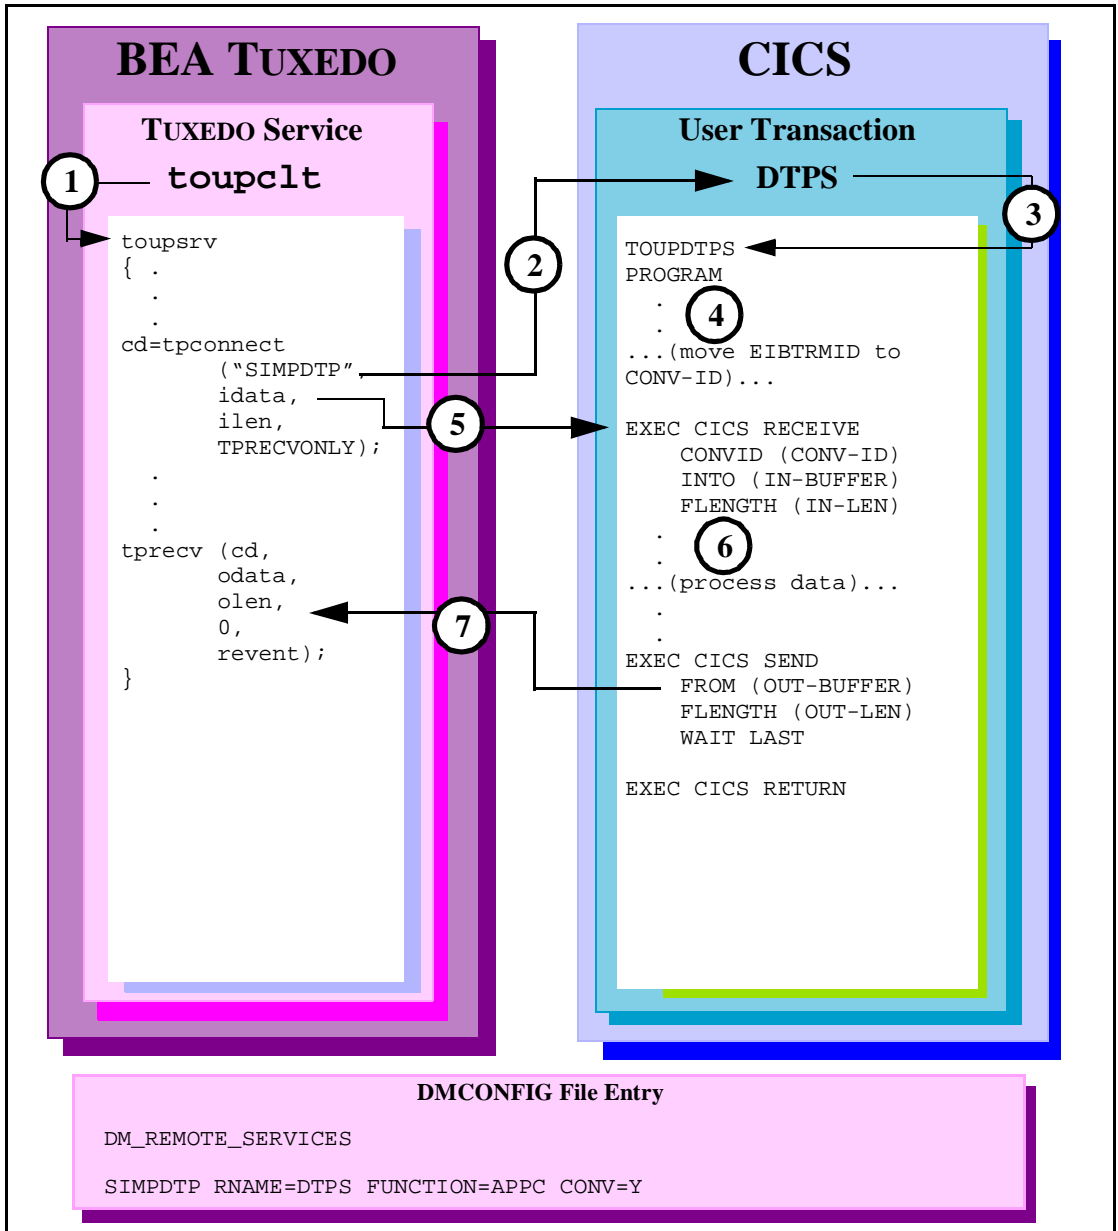 BEA TUXEDO
TUXEDO Service
1
toupclt
toupsrv
{ .
.
.
cd=tpconnect
(“SIMPDTP”,
idata,
ilen,
TPRECVONLY);
.
.
.
tprecv (cd,
odata,
olen,
0,
revent);
}
2
5
7
CICS
User Transaction
DTPS
3
TOUPDTPS
PROGRAM
.
.
4
...(move EIBTRMID to
CONV-ID)...
EXEC CICS RECEIVE
CONVID (CONV-ID)
INTO (IN-BUFFER)
FLENGTH (IN-LEN)
.
.
6
...(process data)...
.
.
EXEC CICS SEND
FROM (OUT-BUFFER)
FLENGTH (OUT-LEN)
WAIT LAST
EXEC CICS RETURN
DMCONFIG File Entry
DM_REMOTE_SERVICES
SIMPDTP RNAME=DTPS FUNCTION=APPC CONV=Y